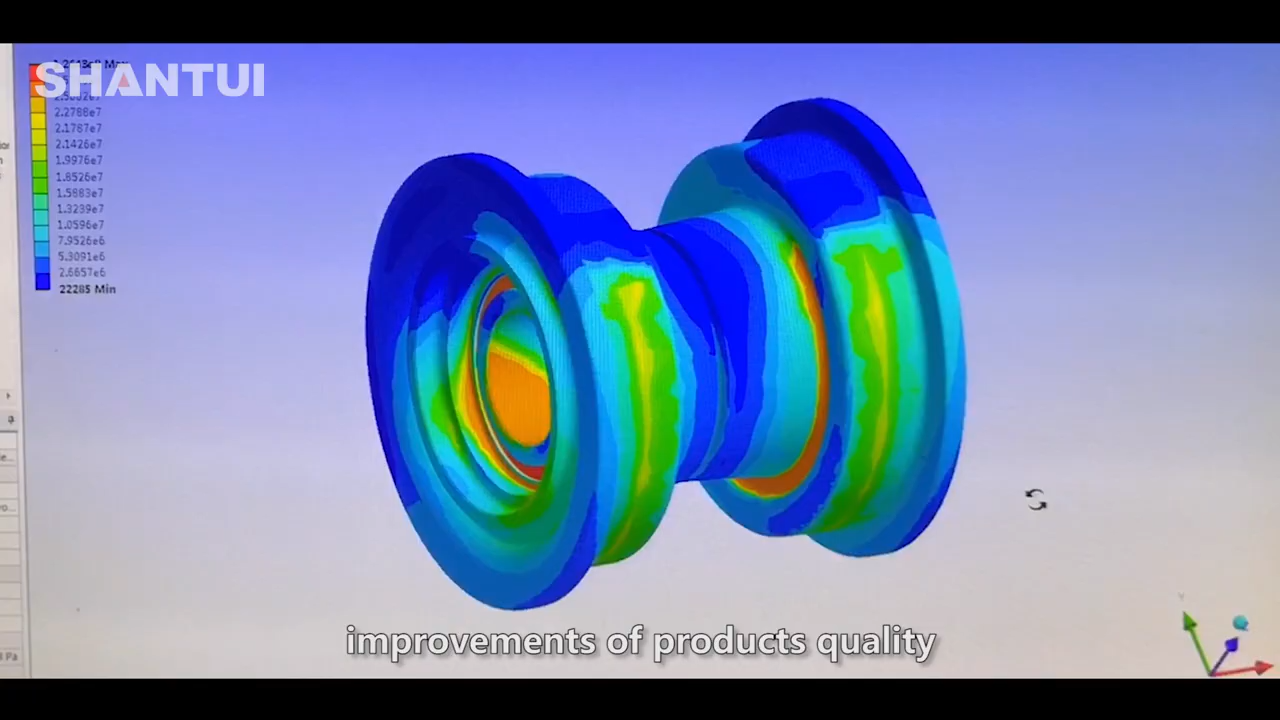 SHANTUI
2.2788e7
2.1787e7
2.1426e7
1.9976e7
1.8526e7
1.5883e7
1.3239e7
1.0596e7
7.9526e6
5.3091e6
2.6657e6
22285 Min
improvements of products quality
Pa